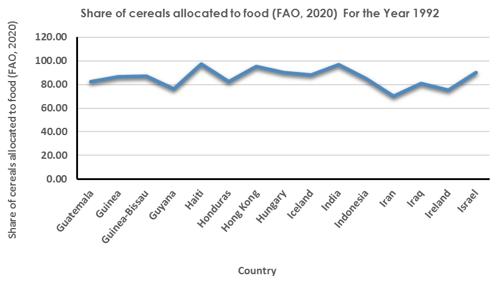 Share of cereals allocated to food (FAO, 2020) For the Year 1992
Share of cereals allocated to food (FAO, 2020)
120.00
100.00
80.00
60.00
40.00
20.00
0.00
Guatemala
Guinea
Guinea-Bissau
Guyana
Haiti
Honduras
Hong Kong
Hungary
Iceland
India
Indonesia
Iran
Iraq
Ireland
Israel
Country